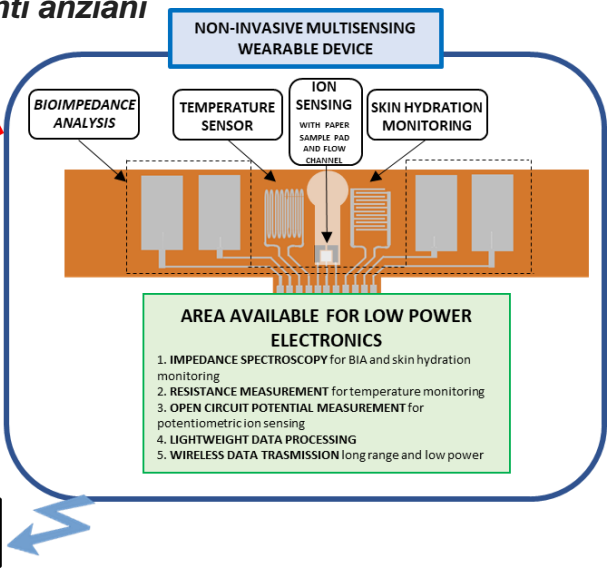 nti anziani
NON-INVASIVE MULTISENSING
WEARABLE DEVICE
BIOIMPEDANCE
ANALYSIS
TEMPERATURE
SENSOR
ION
SENSING
WITH PAPER
SAMPLE PAD
AND FLOW
CHANNEL
SKIN HYDRATION
MONITORING
AREA AVAILABLE FOR LOW POWER
ELECTRONICS
1. IMPEDANCE SPECTROSCOPY for BIA and skin hydration
monitoring
2. RESISTANCE MEASUREMENT for temperature monitoring
3. OPEN CIRCUIT POTENTIAL MEASUREMENT for
potentiometric ion sensing
4. LIGHTWEIGHT DATA PROCESSING
5. WIRELESS DATA TRASMISSION long range and low power